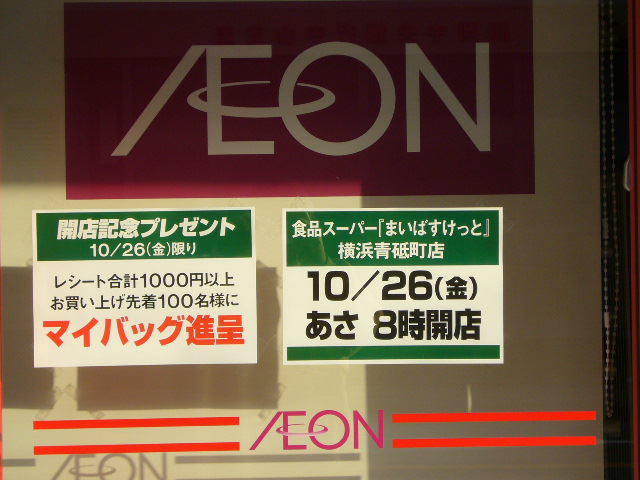 ÆON
開店記念プレゼント
10/26(金)限り
レシート合計1000円以上
お買い上げ先着100名様に
マイバッグ進呈
食品スーパー『まいばすけっと』
横浜青砥町店
10/26(金)
あさ 8時開店
ÆON
ÆON